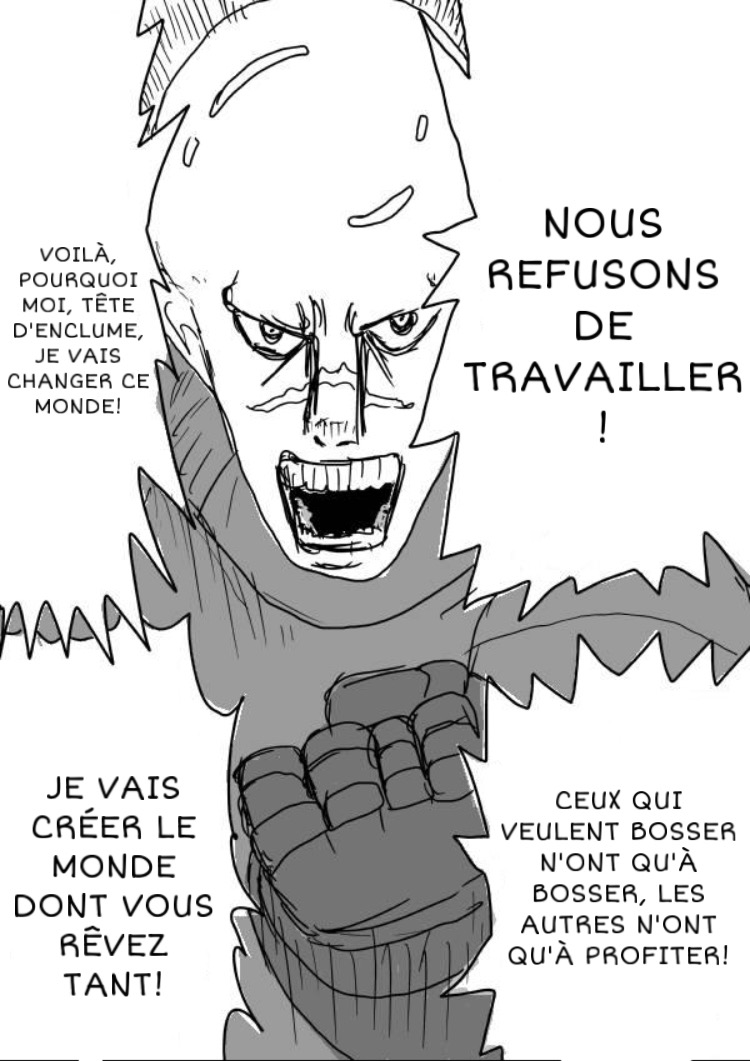 NOUS
REFUSONS
DE
TRAVAILLER
!
VOILÀ,
POURQUOI
MOI, TÊTE
D'ENCLUME,
JE VAIS
CHANGER CE
MONDE!
JE VAIS
CRÉER LE
MONDE
DONT VOUS
RÊVEZ
TANT!
CEUX QUI
VEULENT BOSSER
N'ONT QU'À
BOSSER, LES
AUTRES N'ONT
QU'À PROFITER!